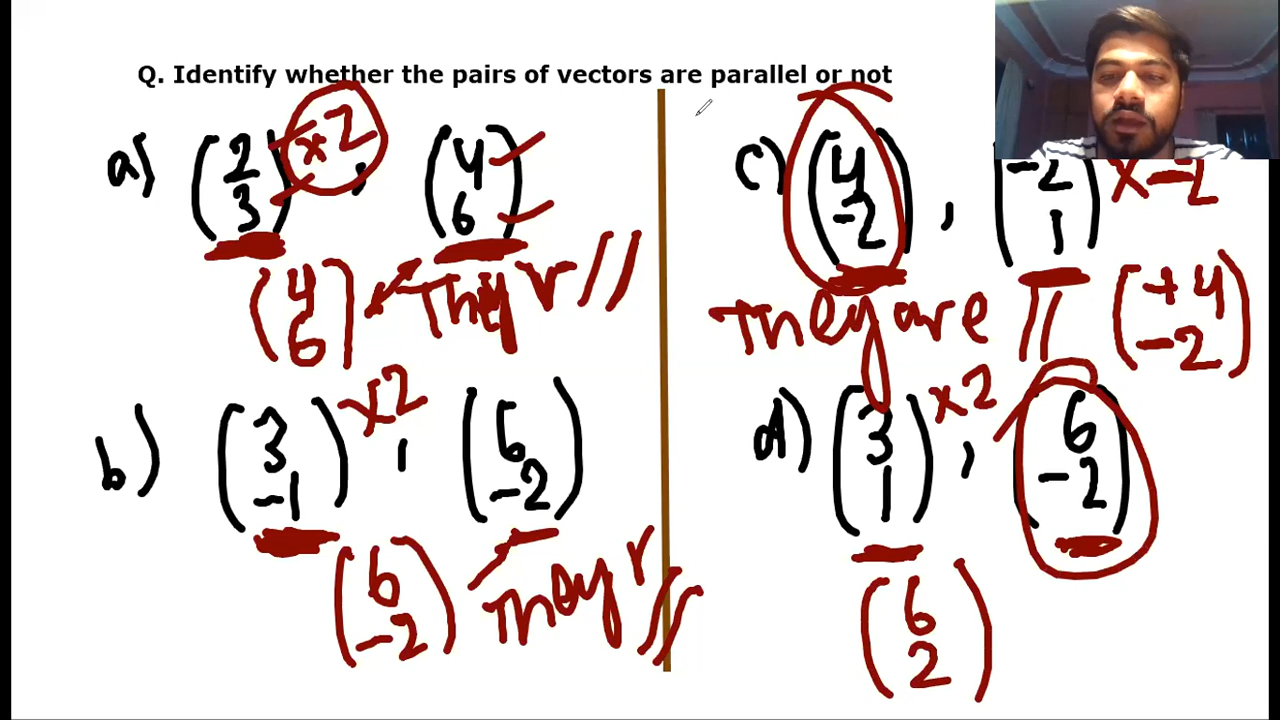 Q. Identify whether the pairs of vectors are parallel or not
a) (2 3) ×2 , (4 6)
(4 6) They r //
b) (3 -1) ×2 , (6 -2)
(6 -2) They r //
c) (4 -2) , (-2 1) ×-2
They are // (+4 -2)
d) (3 1) ×2 , (6 -2)
(6 2)